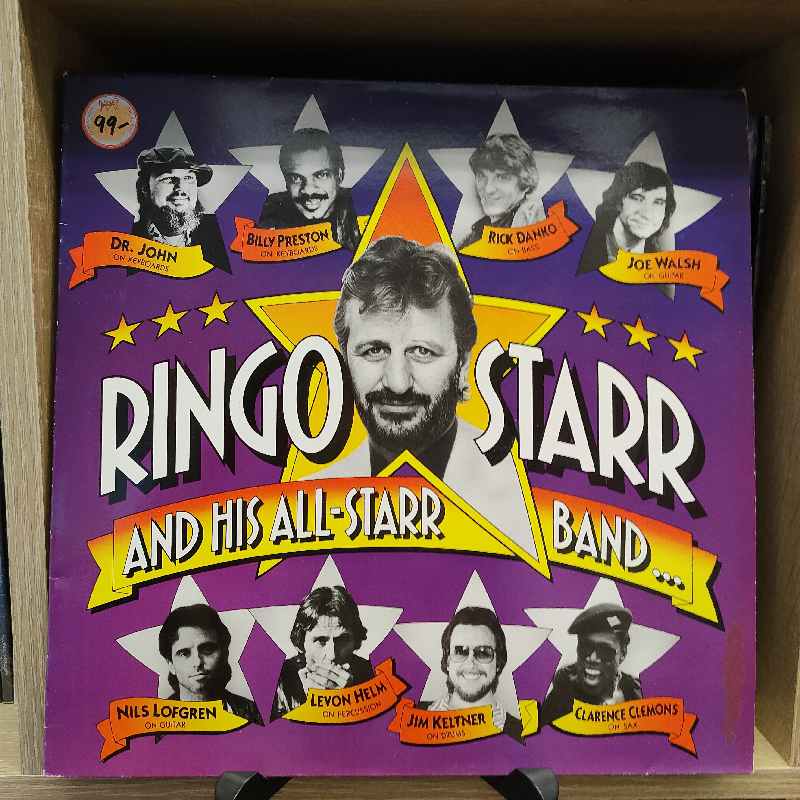 99-
DR. JOHN
ON KEYBOARDS
BILLY PRESTON
ON KEYBOARDS
RICK DANKO
ON BASS
JOE WALSH
ON GUITAR
RINGO STARR
AND HIS ALL-STARR BAND...
NILS LOFGREN
ON GUITAR
LEVON HELM
ON PERCUSSION
JIM KELTNER
ON DRUMS
CLARENCE CLEMONS
ON SAX